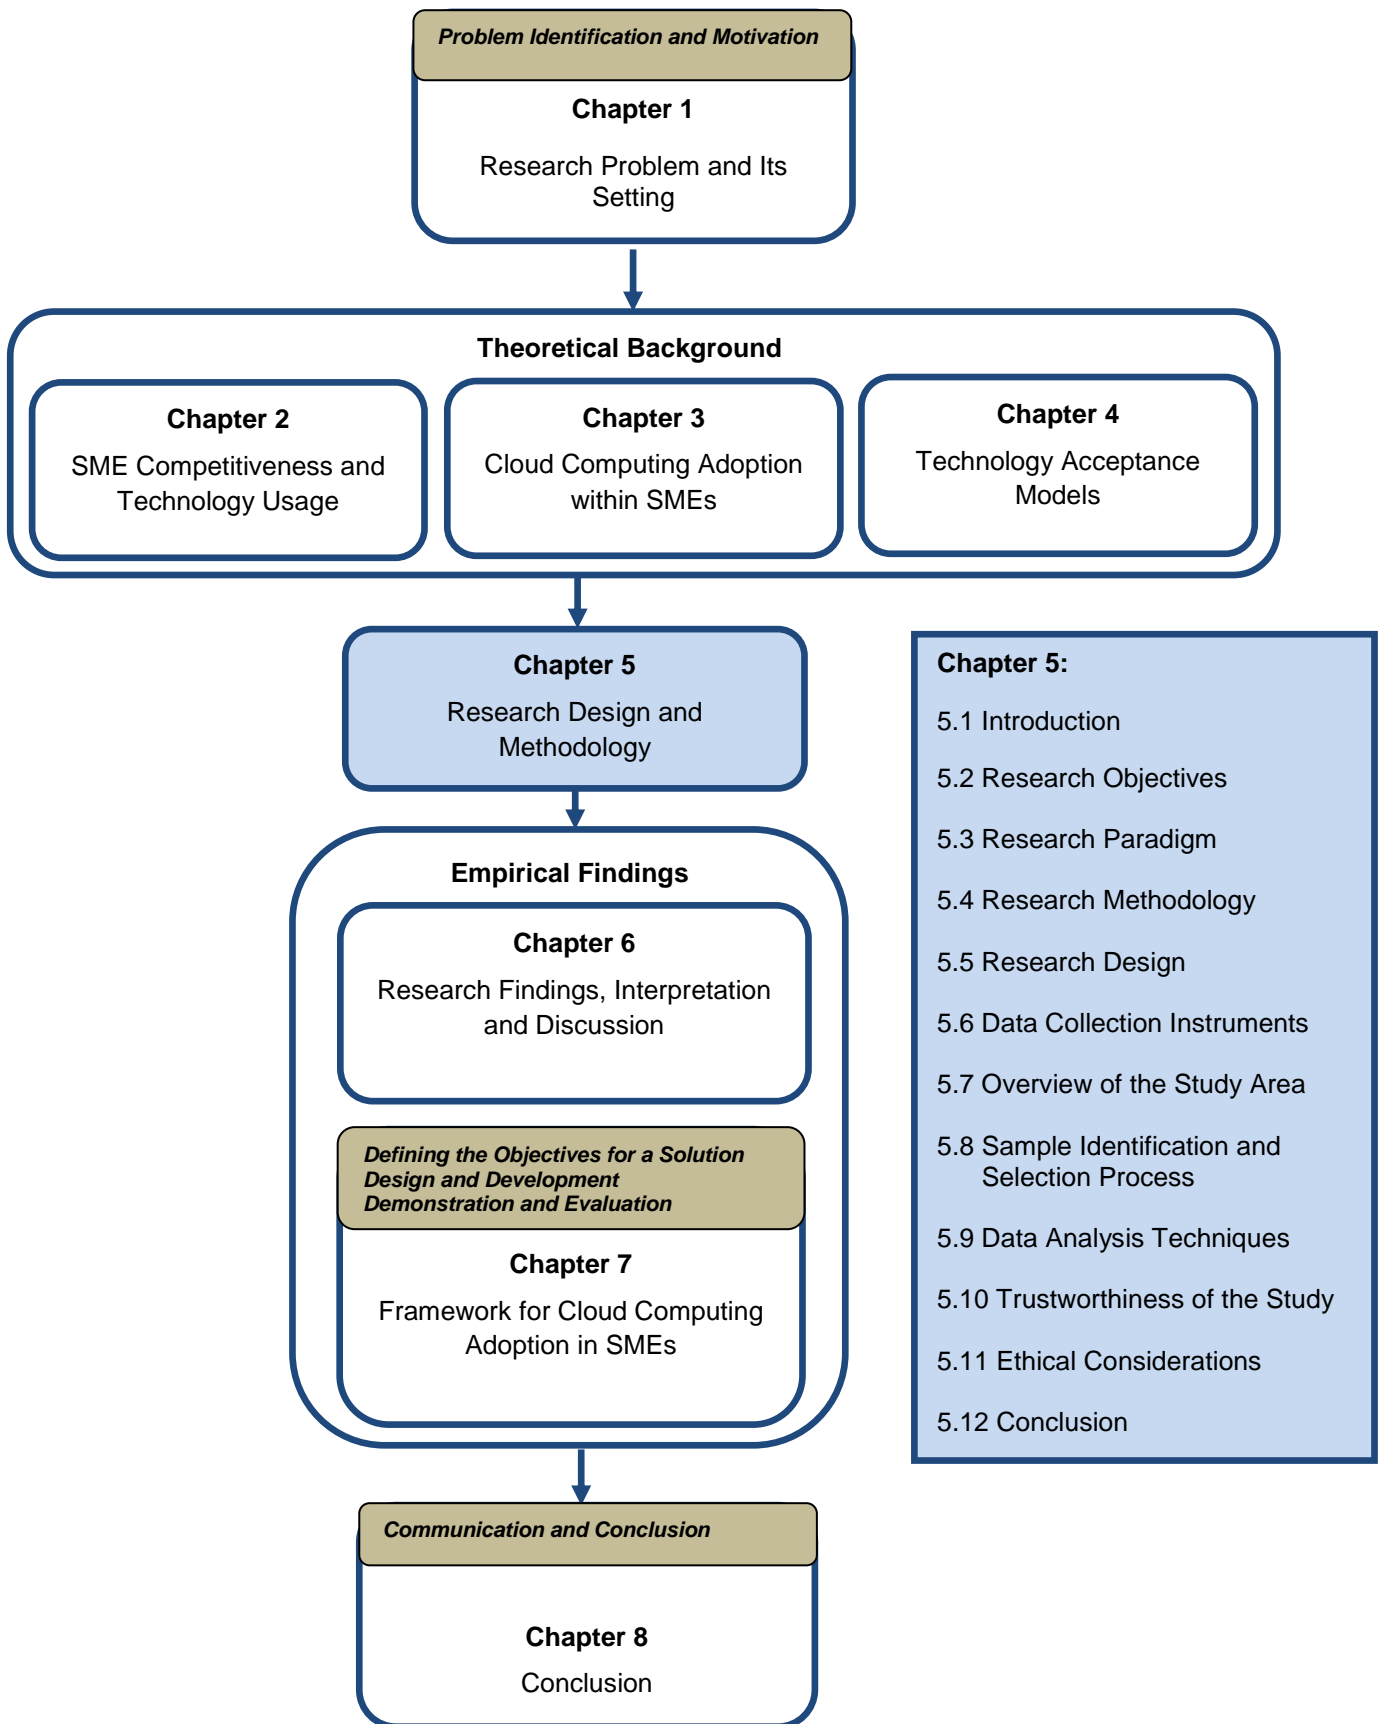 Problem Identification and Motivation
Chapter 1
Research Problem and Its
Setting
Theoretical Background
Chapter 2
SME Competitiveness and
Technology Usage
Chapter 3
Cloud Computing Adoption
within SMEs
Chapter 4
Technology Acceptance
Models
Chapter 5
Research Design and
Methodology
Empirical Findings
Chapter 6
Research Findings, Interpretation
and Discussion
Defining the Objectives for a Solution
Design and Development
Demonstration and Evaluation
Chapter 7
Framework for Cloud Computing
Adoption in SMEs
Communication and Conclusion
Chapter 8
Conclusion
Chapter 5:
5.1 Introduction
5.2 Research Objectives
5.3 Research Paradigm
5.4 Research Methodology
5.5 Research Design
5.6 Data Collection Instruments
5.7 Overview of the Study Area
5.8 Sample Identification and
Selection Process
5.9 Data Analysis Techniques
5.10 Trustworthiness of the Study
5.11 Ethical Considerations
5.12 Conclusion